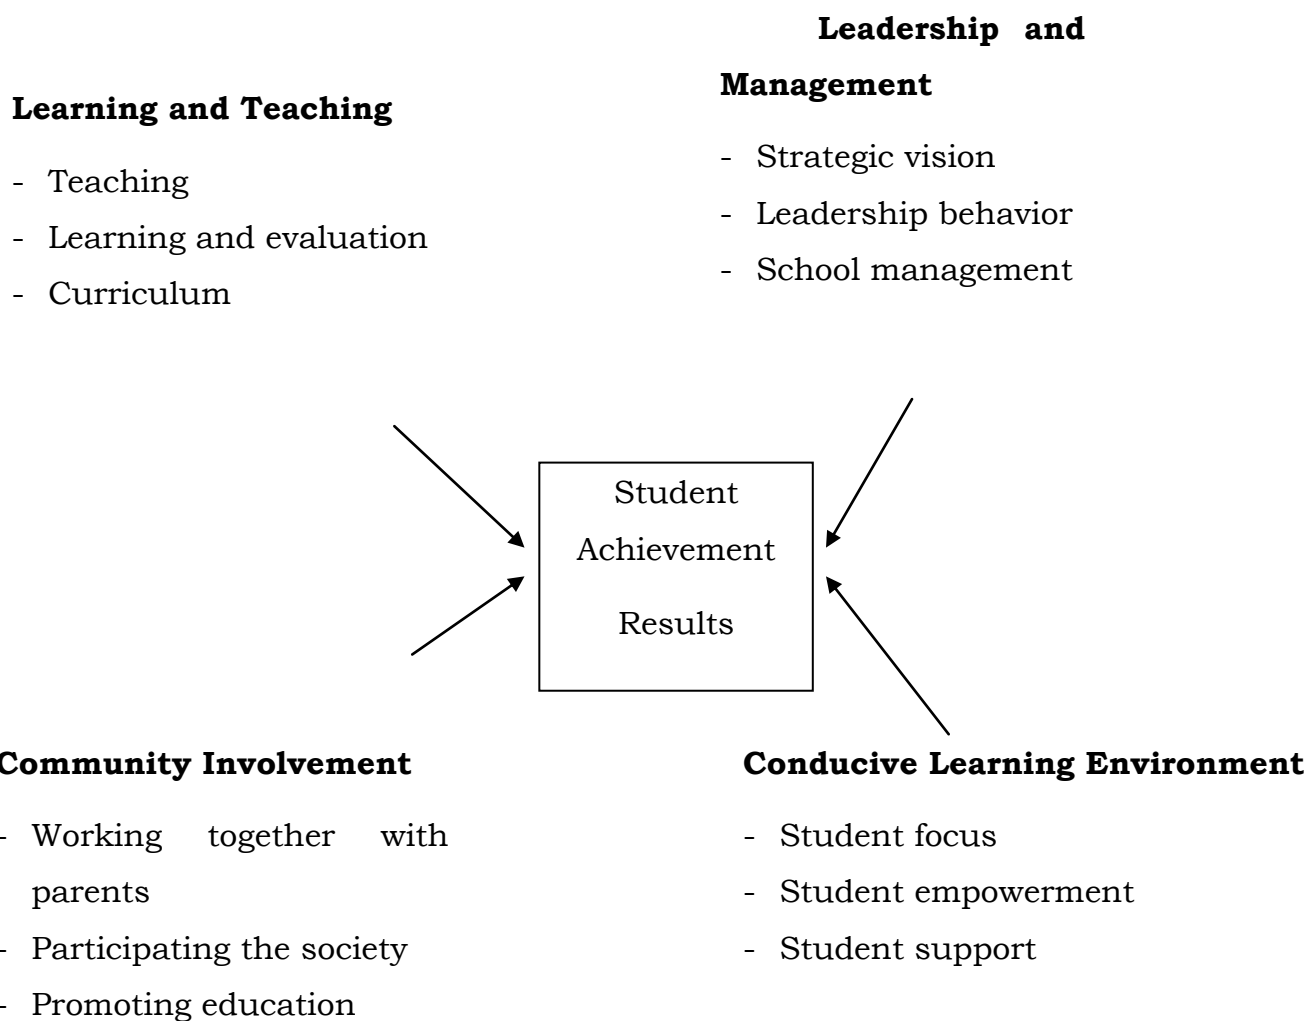 Learning and Teaching
- Teaching
- Learning and evaluation
- Curriculum
Leadership and
Management
- Strategic vision
- Leadership behavior
- School management
Student
Achievement
Results
Community Involvement
- Working together with
parents
- Participating the society
- Promoting education
Conducive Learning Environment
- Student focus
- Student empowerment
- Student support